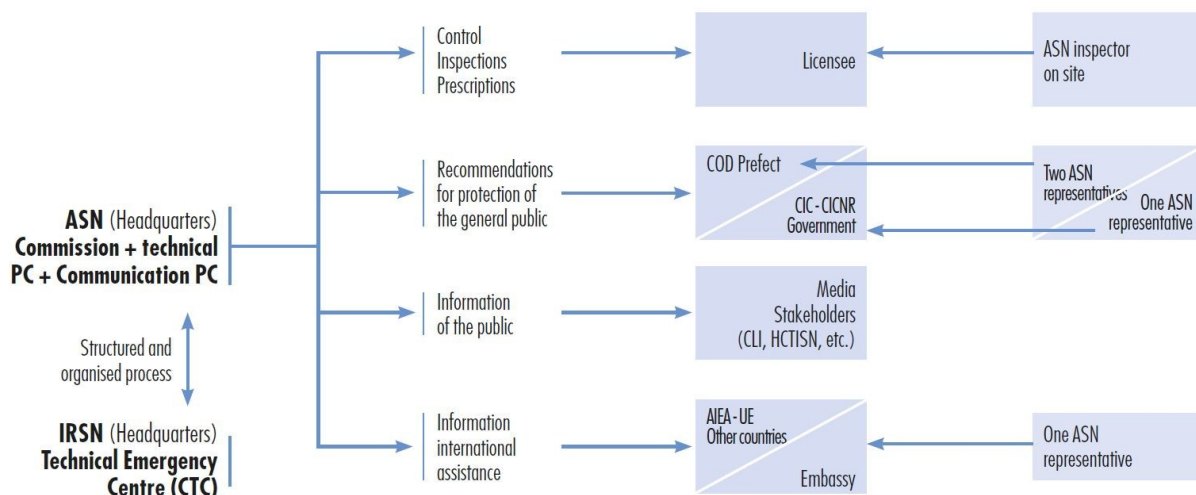 Control
Inspections
Prescriptions
Licensee
ASN inspector
on site
Recommendations
for protection of
the general public
COD Prefect
CIC - CICNR
Government
Two ASN
representatives
One ASN
representative
ASN (Headquarters)
Commission + technical
PC + Communication PC
Information
of the public
Media
Stakeholders
(CLI, HCTISN, etc.)
Structured and
organised process
IRSN (Headquarters)
Technical Emergency
Centre (CTC)
Information
international
assistance
AIEA - UE
Other countries
Embassy
One ASN
representative